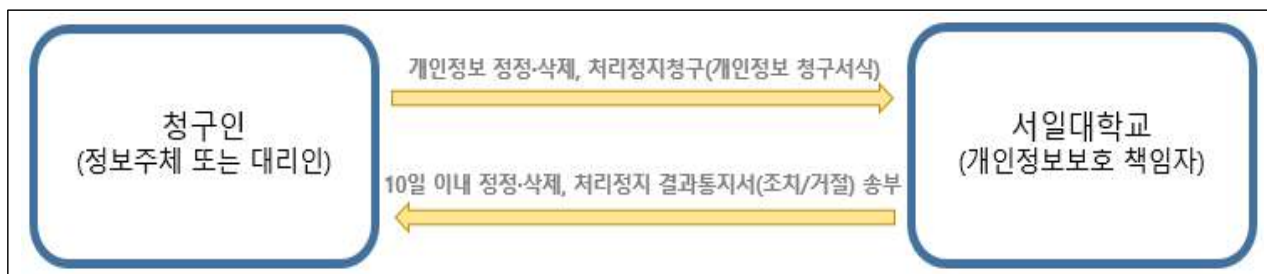 청구인
(정보주체 또는 대리인)
개인정보 정정·삭제, 처리정지청구(개인정보 청구서식)
10일 이내 정정·삭제, 처리정지 결과통지서(조치/거절) 송부
서일대학교
(개인정보보호 책임자)